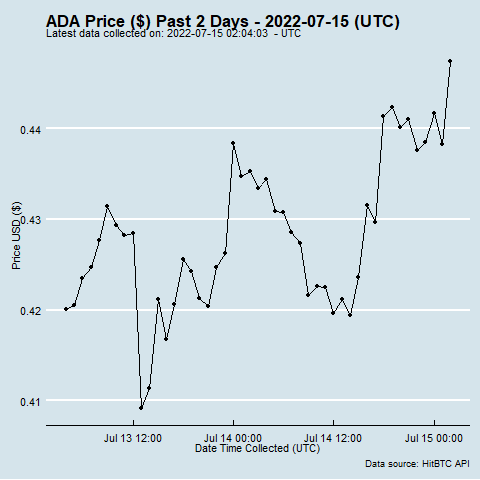 ADA Price ($) Past 2 Days - 2022-07-15 (UTC)
Latest data collected on: 2022-07-15 02:04:03 - UTC
0.44
0.43
0.42
0.41
Price USD ($)
Jul 13 12:00
Jul 14 00:00
Jul 14 12:00
Jul 15 00:00
Date Time Collected (UTC)
Data source: HitBTC API